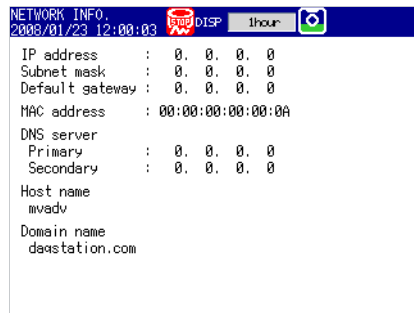 NETWORK INFO.
2008/01/23 12:00:03 STOP DISP 1hour
IP address : 0. 0. 0. 0
Subnet mask : 0. 0. 0. 0
Default gateway : 0. 0. 0. 0
MAC address : 00:00:00:00:00:0A
DNS server
Primary : 0. 0. 0. 0
Secondary : 0. 0. 0. 0
Host name
mvadv
Domain name
daqstation.com